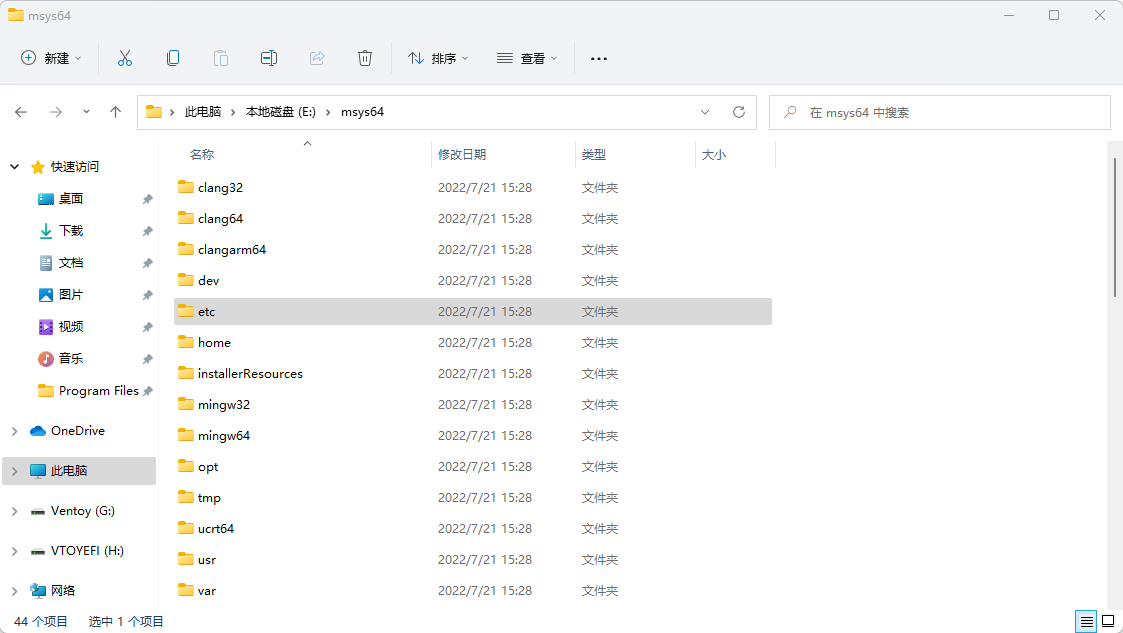 msys64
新建
排序
查看
此电脑 本地磁盘 (E:) msys64
在 msys64 中搜索
快速访问
桌面
下载
文档
图片
视频
音乐
Program Files
OneDrive
此电脑
Ventoy (G:)
VTOYEFI (H:)
网络
名称 修改日期 类型 大小
clang32 2022/7/21 15:28 文件夹
clang64 2022/7/21 15:28 文件夹
clangarm64 2022/7/21 15:28 文件夹
dev 2022/7/21 15:28 文件夹
etc 2022/7/21 15:28 文件夹
home 2022/7/21 15:28 文件夹
installerResources 2022/7/21 15:28 文件夹
mingw32 2022/7/21 15:28 文件夹
mingw64 2022/7/21 15:28 文件夹
opt 2022/7/21 15:28 文件夹
tmp 2022/7/21 15:28 文件夹
ucrt64 2022/7/21 15:28 文件夹
usr 2022/7/21 15:28 文件夹
var 2022/7/21 15:28 文件夹
44 个项目 选中 1 个项目